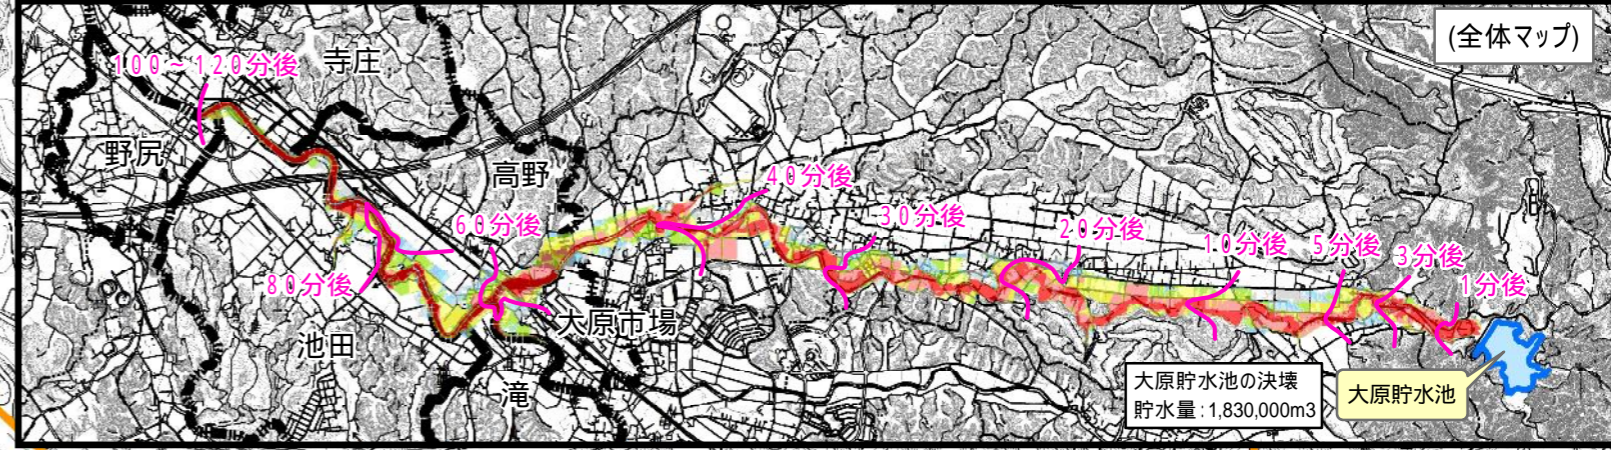 (全体マップ)
寺庄
100~120分後
野尻
高野
40分後
60分後
30分後
20分後
10分後
5分後
3分後
1分後
80分後
大原市場
池田
滝
大原貯水池の決壊
貯水量:1,830,000m3
大原貯水池